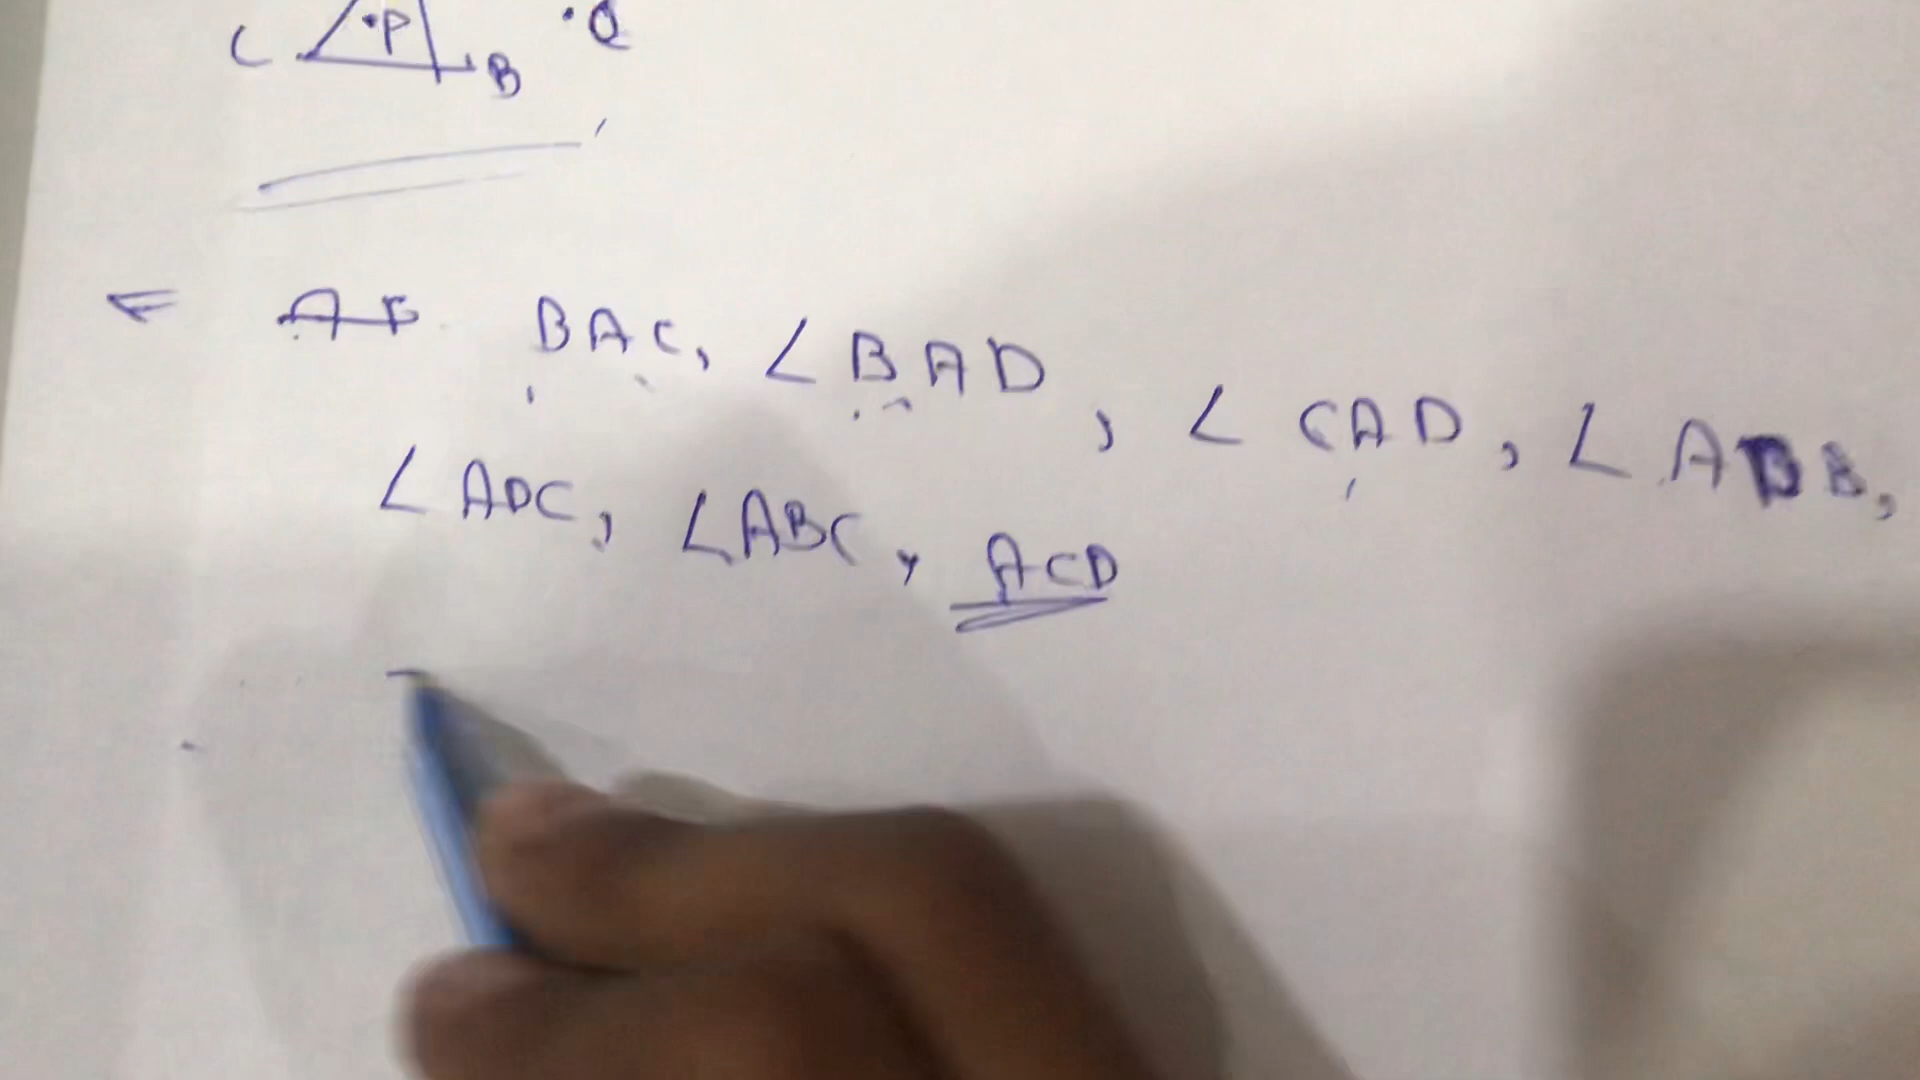 C •P B •Q
BAC, ∠BAD, ∠CAD, ∠ADB,
∠ADC, ∠ABC, ACD